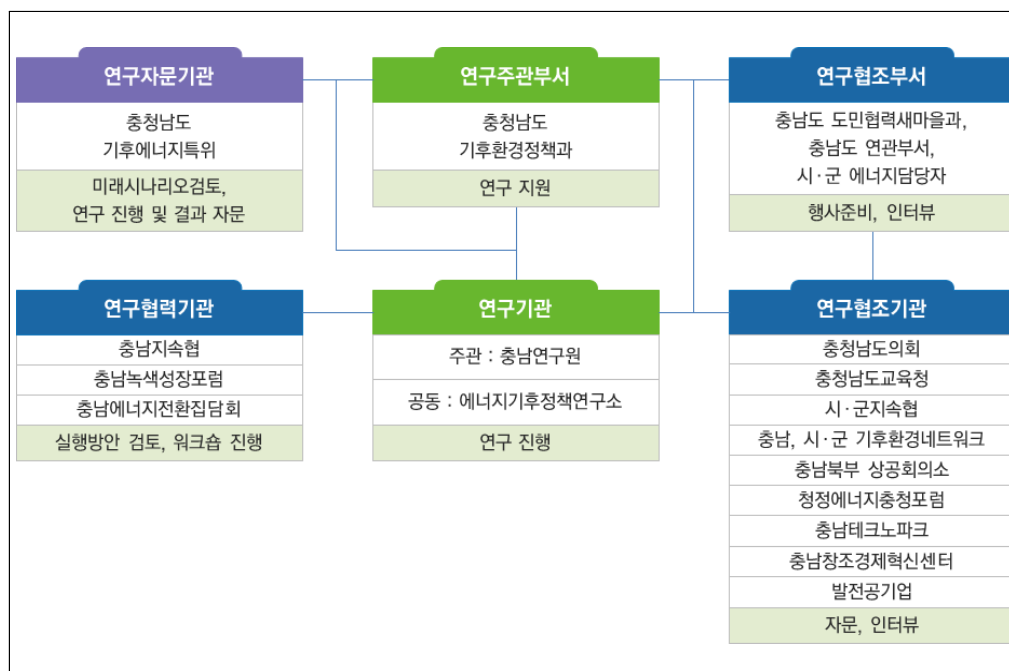 연구자문기관
충청남도
기후에너지특위
미래시나리오검토,
연구 진행 및 결과 자문
연구주관부서
충청남도
기후환경정책과
연구 지원
연구협조부서
충남도 도민협력새마을과,
충남도 연관부서,
시·군 에너지담당자
행사준비, 인터뷰
연구협력기관
충남지속협
충남녹색성장포럼
충남에너지전환집담회
실행방안 검토, 워크숍 진행
연구기관
주관 : 충남연구원
공동 : 에너지기후정책연구소
연구 진행
연구협조기관
충청남도의회
충청남도교육청
시·군지속협
충남, 시·군 기후환경네트워크
충남북부 상공회의소
청정에너지충청포럼
충남테크노파크
충남창조경제혁신센터
발전공기업
자문, 인터뷰